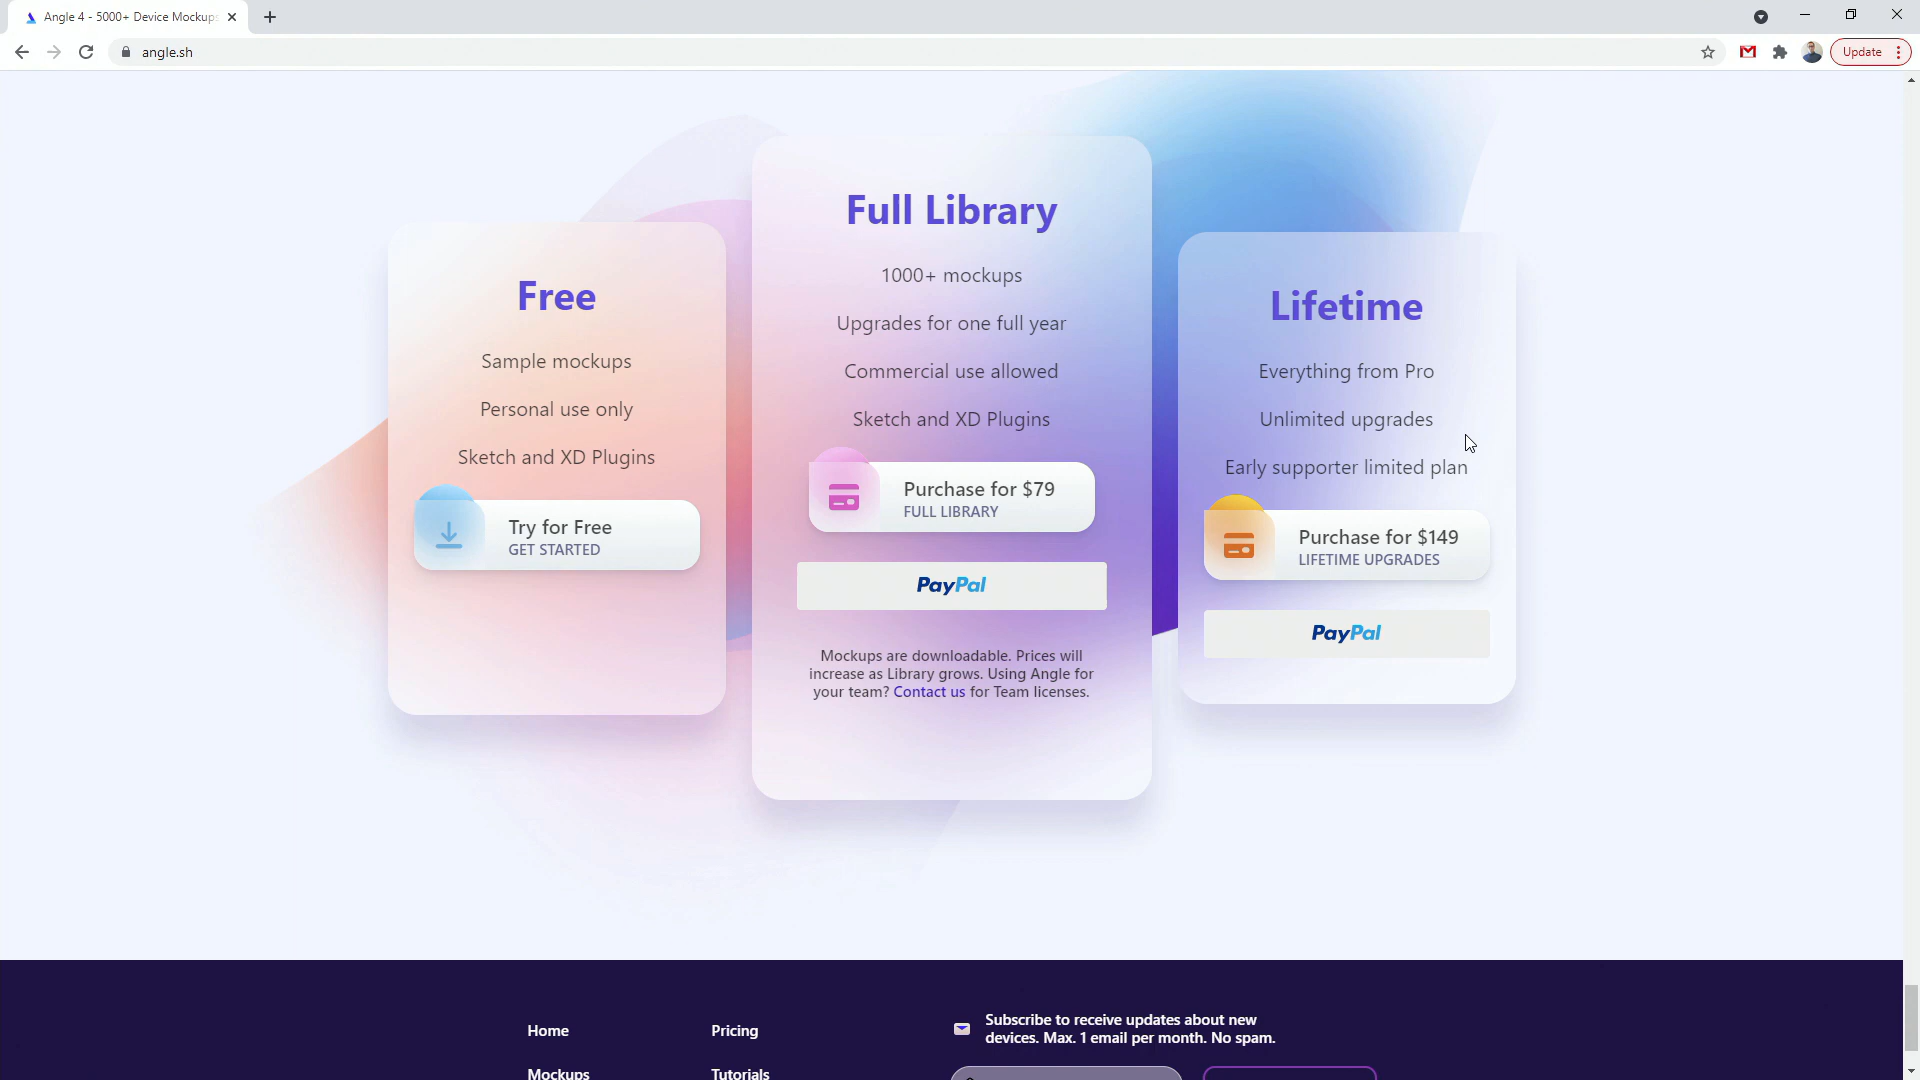 Angle 4 - 5000+ Device Mockups
angle.sh
Update
Free
Sample mockups
Personal use only
Sketch and XD Plugins
Try for Free
GET STARTED
Full Library
1000+ mockups
Upgrades for one full year
Commercial use allowed
Sketch and XD Plugins
Purchase for $79
FULL LIBRARY
PayPal
Mockups are downloadable. Prices will
increase as Library grows. Using Angle for
your team? Contact us for Team licenses.
Lifetime
Everything from Pro
Unlimited upgrades
Early supporter limited plan
Purchase for $149
LIFETIME UPGRADES
PayPal
Home
Mockups
Pricing
Tutorials
Subscribe to receive updates about new
devices. Max. 1 email per month. No spam.